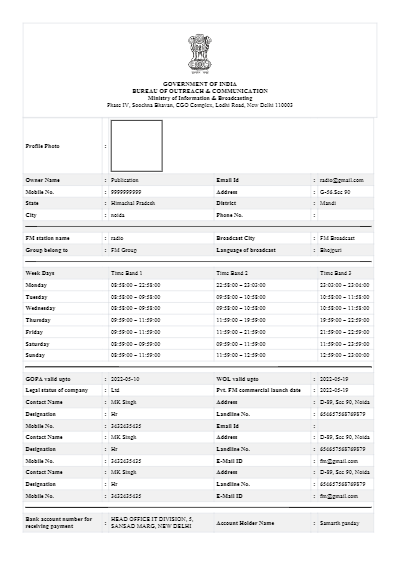 GOVERNMENT OF INDIA
BUREAU OF OUTREACH & COMMUNICATION
Ministry of Information & Broadcasting
Phase IV, Soochna Bhavan, CGO Complex, Lodhi Road, New Delhi 110003
Profile Photo :
Owner Name : Publication Email Id : radio@gmail.com
Mobile No. : 9999999999 Address : G-56 Sec 90
State : Himachal Pradesh District : Mandi
City : noida Phone No. :
FM station name : radio Broadcast City : FM Broadcast
Group belong to : FM Group Language of broadcast : Bhojpuri
Week Days Time Band 1 Time Band 2 Time Band 3
Monday 08:58:00 – 22:58:00 22:58:00 – 23:03:00 23:03:00 – 23:04:00
Tuesday 08:58:00 – 09:58:00 09:58:00 – 10:58:00 10:58:00 – 11:58:00
Wednesday 08:58:00 – 09:58:00 09:58:00 – 10:58:00 10:58:00 – 11:58:00
Thursday 09:59:00 – 11:59:00 11:59:00 – 19:59:00 19:59:00 – 22:59:00
Friday 09:59:00 – 11:59:00 11:59:00 – 21:59:00 21:59:00 – 22:59:00
Saturday 08:59:00 – 09:59:00 09:59:00 – 11:59:00 11:59:00 – 23:59:00
Sunday 08:59:00 – 11:59:00 11:59:00 – 12:59:00 12:59:00 – 23:00:00
GOPA valid upto : 2022-05-10 WOL valid upto : 2022-05-19
Legal status of company : Ltd Pvt. FM commercial launch date : 2022-05-19
Contact Name : MK Singh Address : D-89, Sec 90, Noida
Designation : Hr Landline No. : 654657568769879
Mobile No. : 3432435435 Email Id :
Contact Name : MK Singh Address : D-89, Sec 90, Noida
Designation : Hr Landline No. : 654657568769879
Mobile No. : 3432435435 E-Mail ID : fm@gmail.com
Contact Name : MK Singh Address : D-89, Sec 90, Noida
Designation : Hr Landline No. : 654657568769879
Mobile No. : 3432435435 E-Mail ID : fm@gmail.com
Bank account number for receiving payment : HEAD OFFICE IT DIVISION, 5, SANSAD MARG, NEW DELHI Account Holder Name : Samarth panday